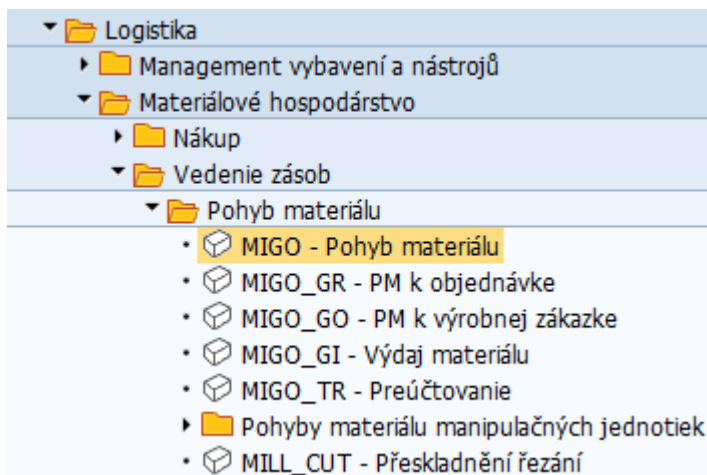 Logistika
Management vybavení a nástrojů
Materiálové hospodárstvo
Nákup
Vedenie zásob
Pohyb materiálu
MIGO - Pohyb materiálu
MIGO_GR - PM k objednávke
MIGO_GO - PM k výrobnej zákazke
MIGO_GI - Výdaj materiálu
MIGO_TR - Preúčtovanie
Pohyby materiálu manipulačných jednotiek
MILL_CUT - Přeskladnění řezání